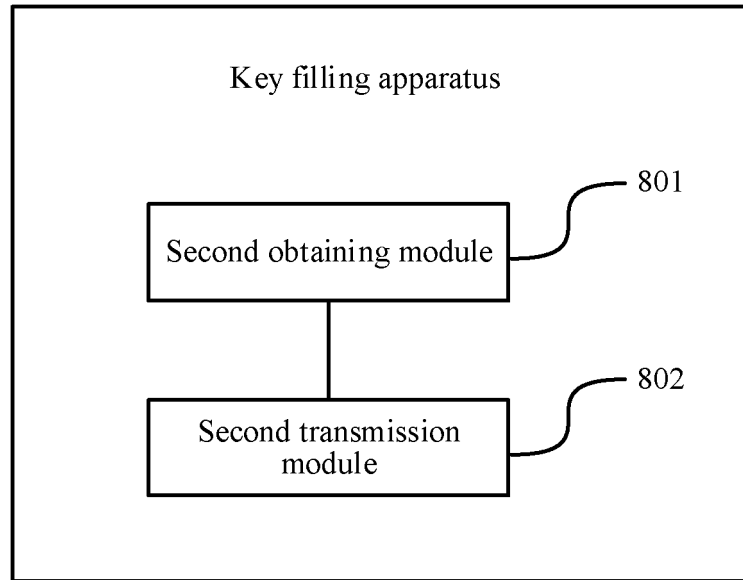 Key filling apparatus
801
Second obtaining module
802
Second transmission
module